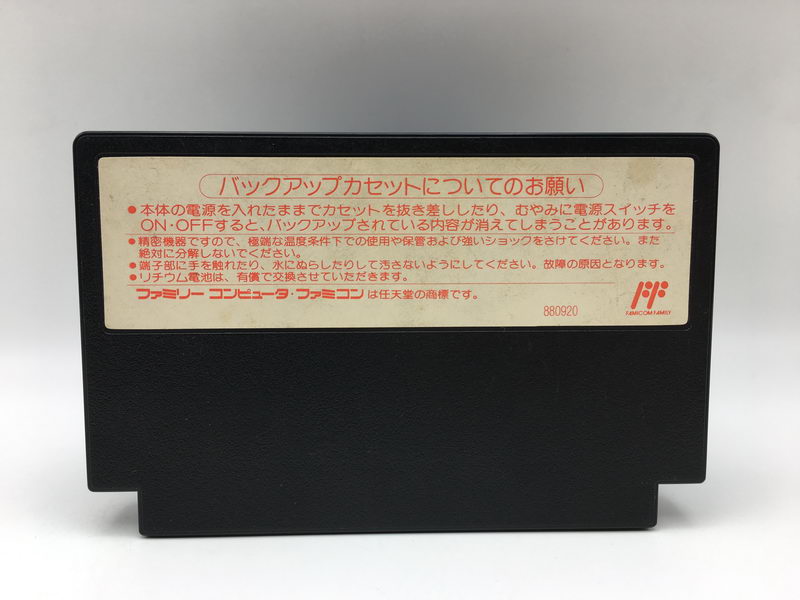 バックアップカセットについてのお願い
●本体の電源を入れたままでカセットを抜き差ししたり、むやみに電源スイッチを
ON・OFFすると、バックアップされている内容が消えてしまうことがあります。
●精密機器ですので、極端な温度条件下での使用や保管および強いショックをさけてください。また
絶対に分解しないでください。
●端子部に手を触れたり、水にぬらしたりして汚さないようにしてください。故障の原因となります。
●リチウム電池は、有償で交換させていただきます。
ファミリーコンピュータ・ファミコンは任天堂の商標です。
880920
FAMICOM FAMILY